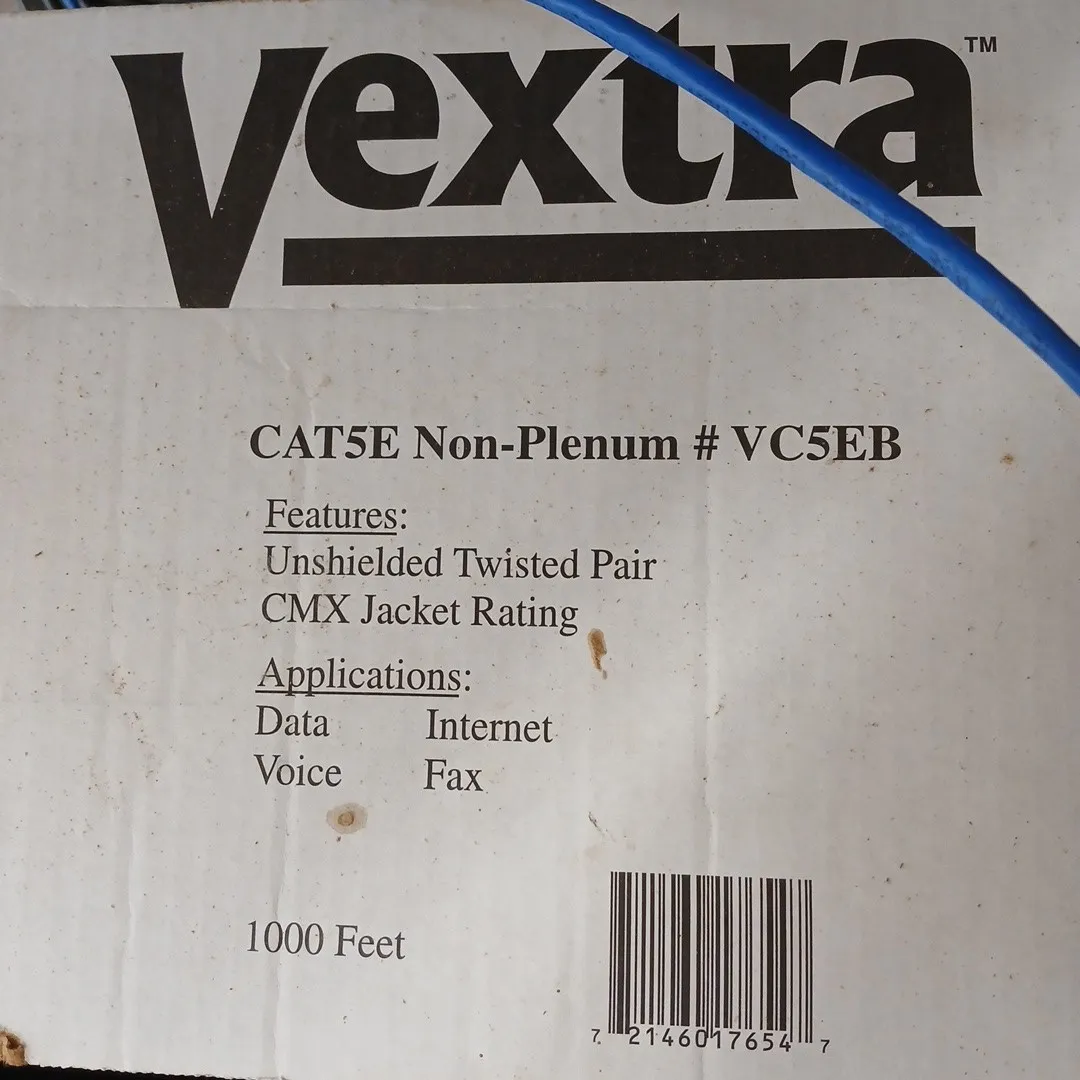 Vextra™
CAT5E Non-Plenum # VC5EB
Features:
Unshielded Twisted Pair
CMX Jacket Rating
Applications:
Data Internet
Voice Fax
1000 Feet
7 2146017654 7